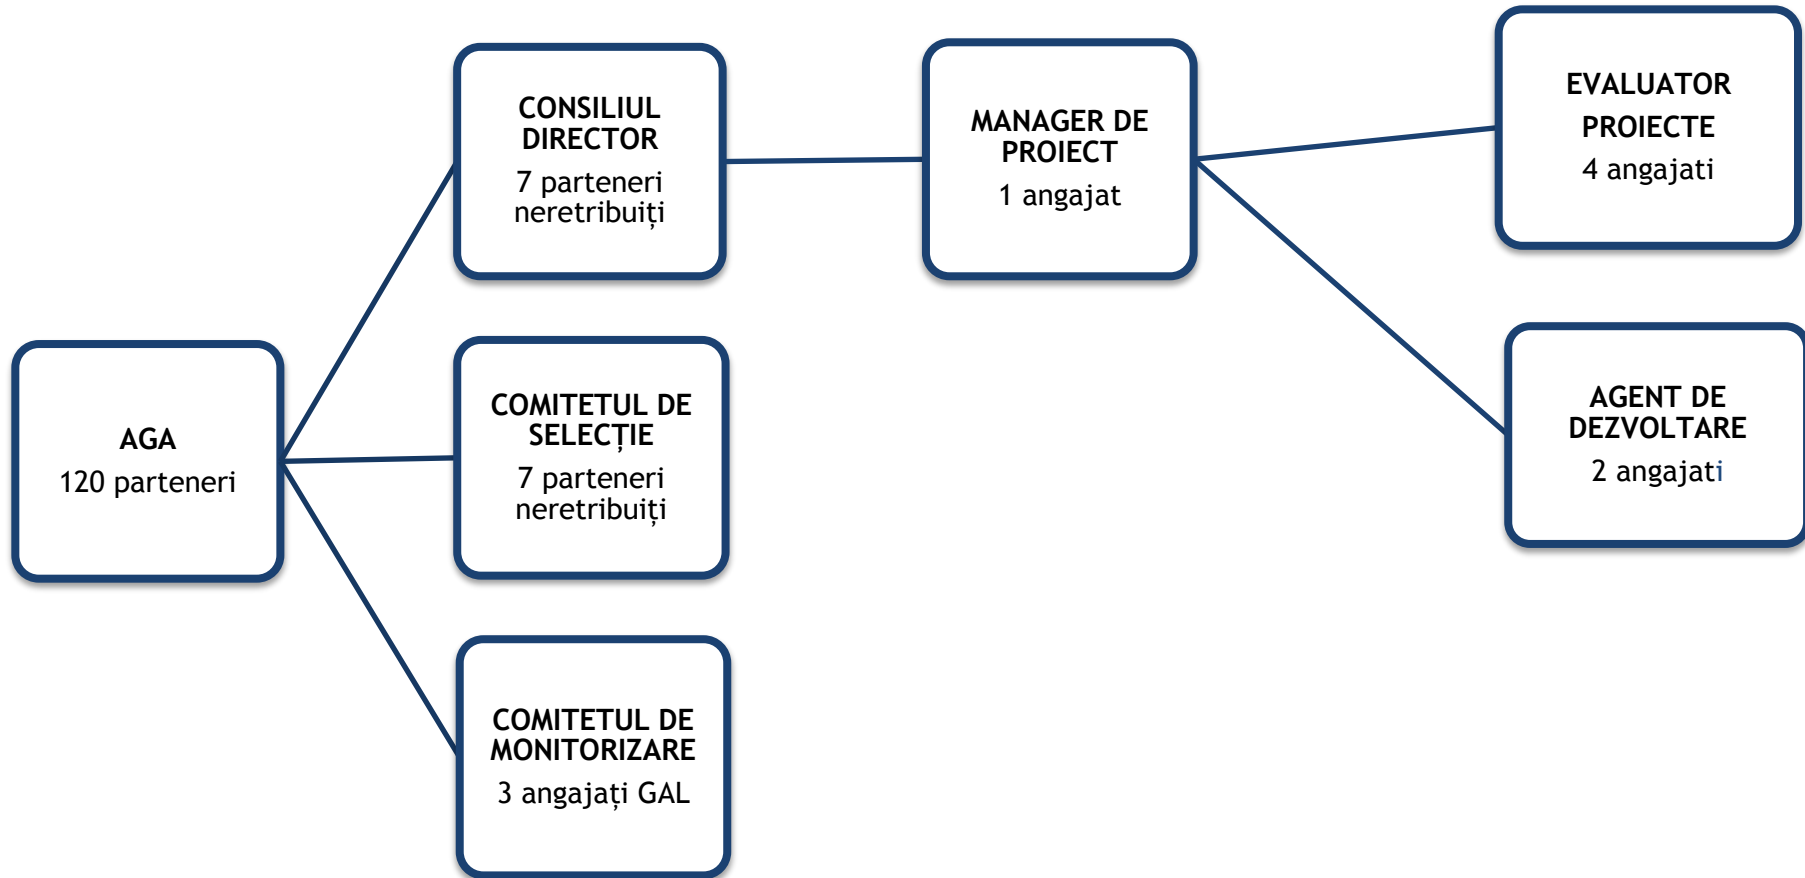 AGA
120 parteneri
CONSILIUL
DIRECTOR
7 parteneri
neretribuiți
COMITETUL DE
SELECȚIE
7 parteneri
neretribuiți
COMITETUL DE
MONITORIZARE
3 angajați GAL
MANAGER DE
PROIECT
1 angajat
EVALUATOR
PROIECTE
4 angajati
AGENT DE
DEZVOLTARE
2 angajati